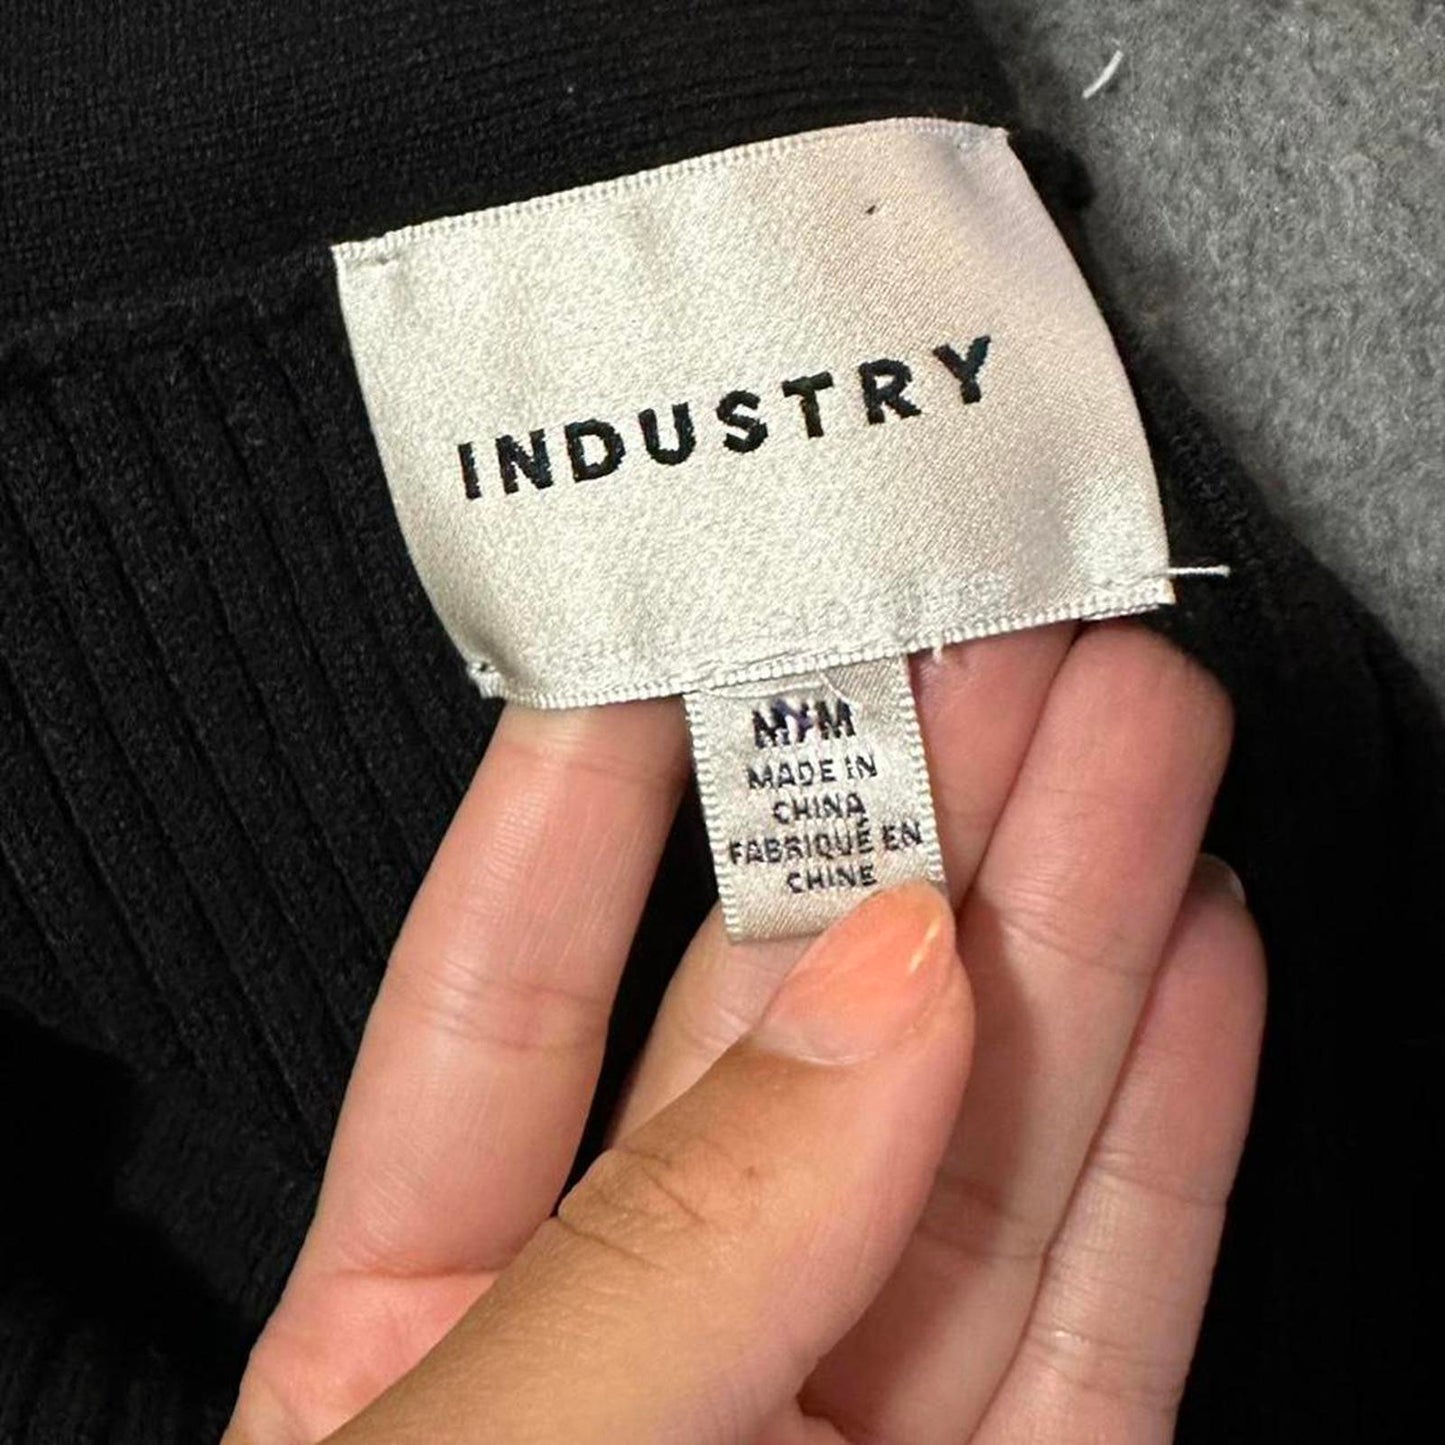 INDUSTRY
M/M
MADE IN
CHINA
FABRIQUÉ EN
CHINE